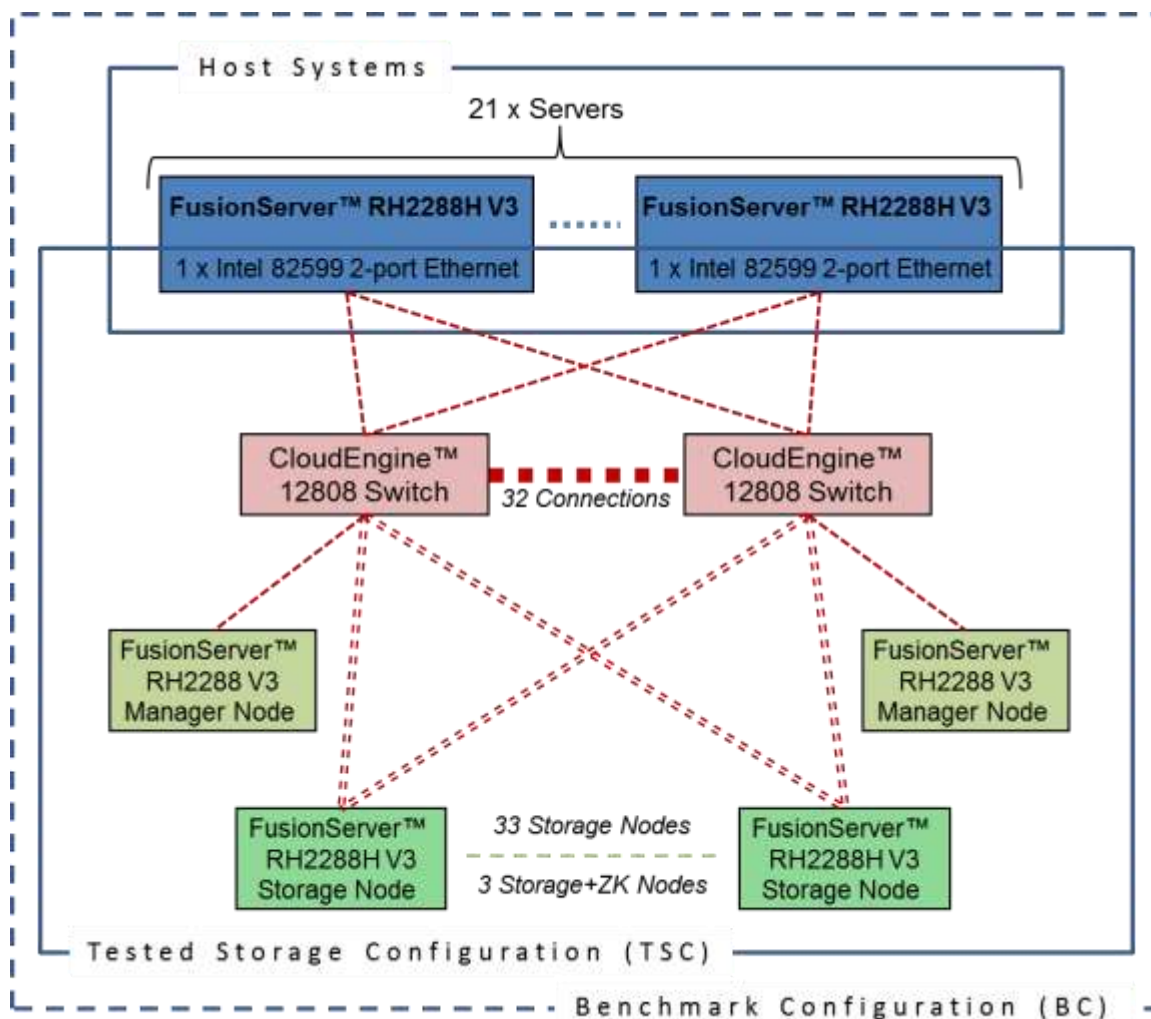 Host Systems
21 x Servers
FusionServer™ RH2288H V3
FusionServer™ RH2288H V3
1 x Intel 82599 2-port Ethernet
1 x Intel 82599 2-port Ethernet
CloudEngine™
12808 Switch
CloudEngine™
12808 Switch
32 Connections
FusionServer™
RH2288 V3
Manager Node
FusionServer™
RH2288 V3
Manager Node
FusionServer™
RH2288H V3
Storage Node
33 Storage Nodes
3 Storage+ZK Nodes
FusionServer™
RH2288H V3
Storage Node
Tested Storage Configuration (TSC)
Benchmark Configuration (BC)